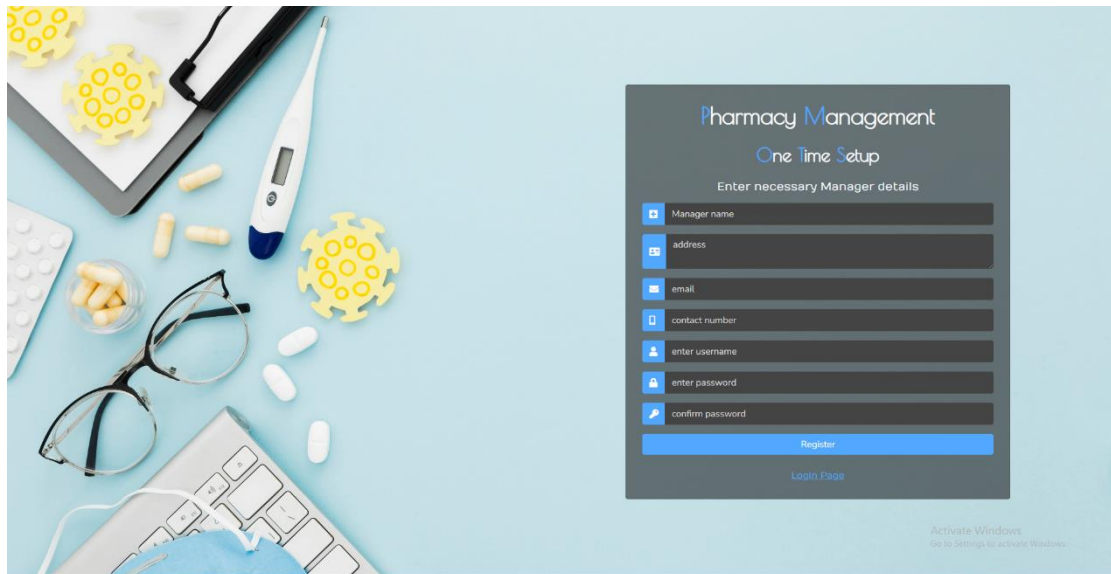 Pharmacy Management
One Time Setup
Enter necessary Manager details
Manager name
address
email
contact number
enter username
enter password
confirm password
Register
Login Page
Activate Windows
Go to Settings to activate Windows.